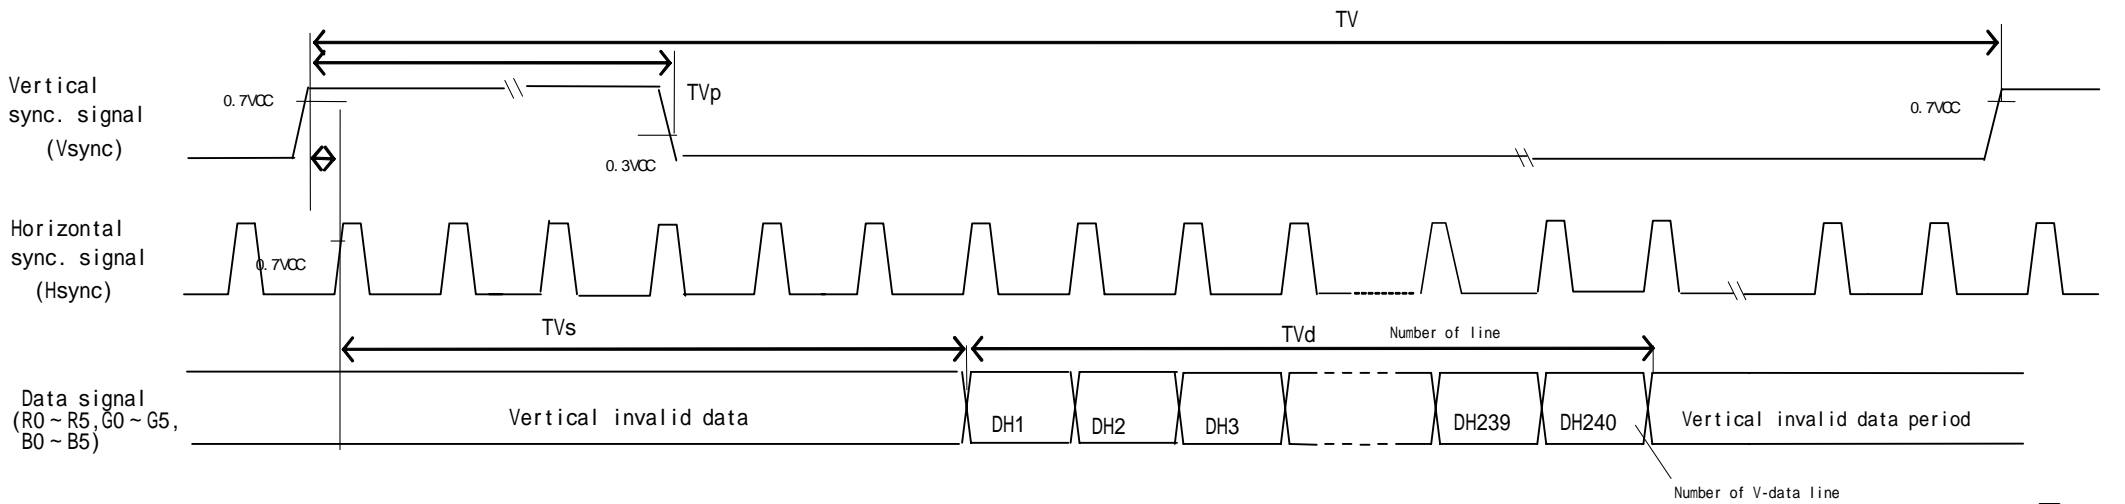 TV
Vertical
sync. signal
(Vsync)
0.7VCC
TVp
0.3VCC
0.7VCC
Horizontal
sync. signal
(Hsync)
0.7VCC
TVs
TVd
Number of line
Data signal
(R0~R5,G0~G5,
B0~B5)
Vertical invalid data
DH1
DH2
DH3
DH239
DH240
Vertical invalid data period
Number of V-data line